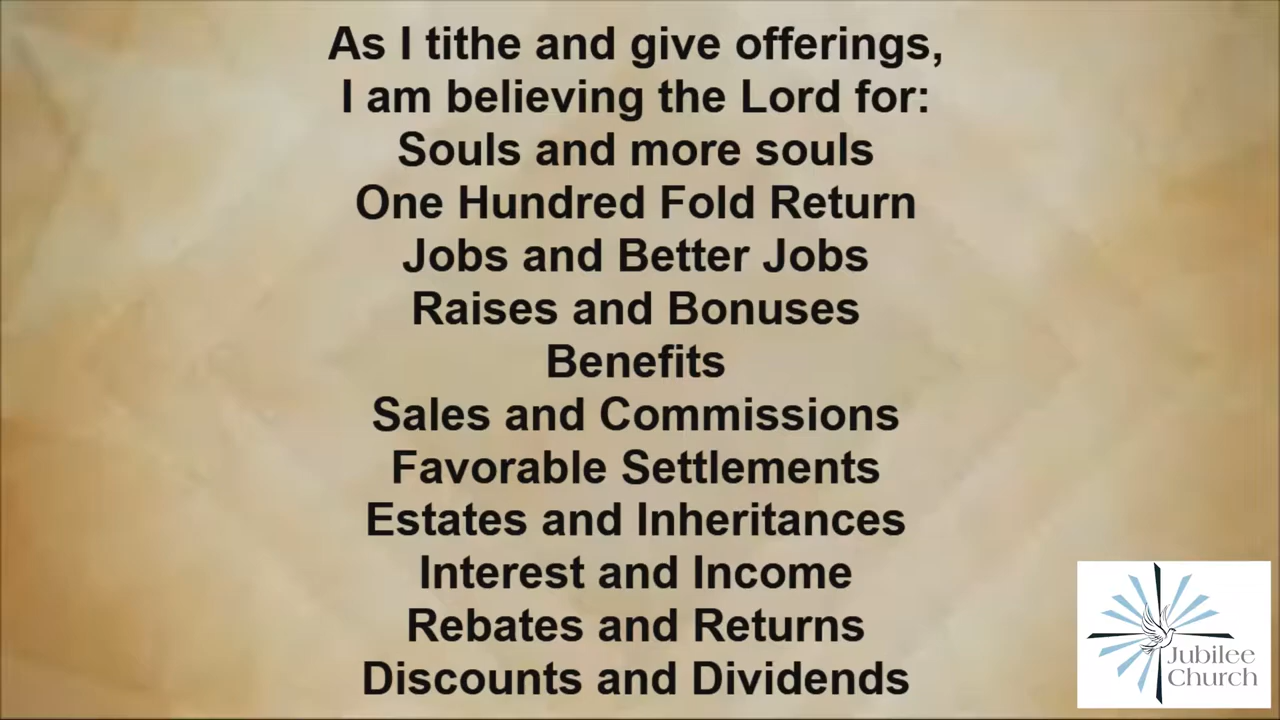 As I tithe and give offerings,
I am believing the Lord for:
Souls and more souls
One Hundred Fold Return
Jobs and Better Jobs
Raises and Bonuses
Benefits
Sales and Commissions
Favorable Settlements
Estates and Inheritances
Interest and Income
Rebates and Returns
Discounts and Dividends
Jubilee
Church